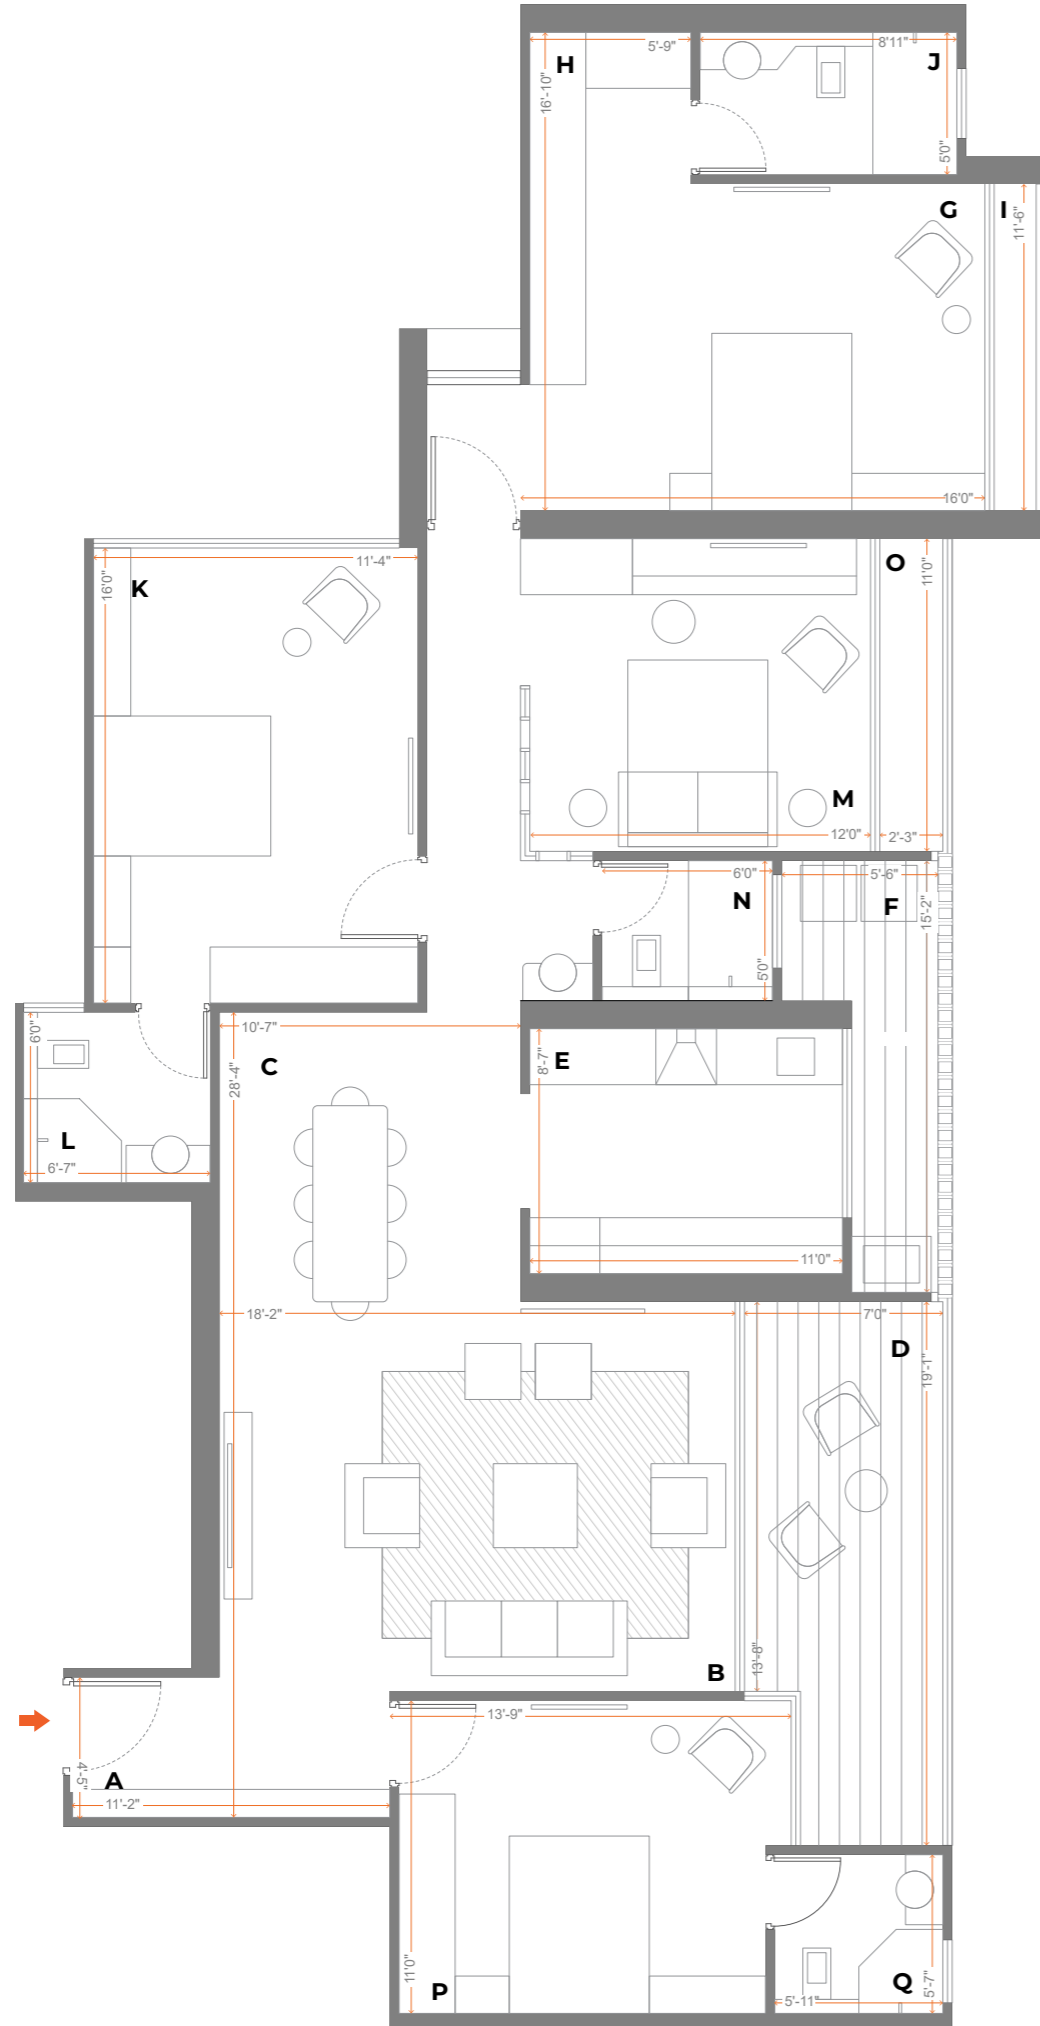 5'-9"
8'11"
H
J
16'-10"
5'0"
G
I
11'-6"
16'0"
11'-4"
K
16'0"
O
11'0"
M
12'0"
2'-3"
6'0"
5'-6"
N
F
15'-2"
5'0"
10'-7"
6'0"
C
28'-4"
E
8'-7"
L
6'-7"
11'0"
18'-2"
7'0"
D
19'-1"
13'-8"
B
13'-9"
A
4'-5"
11'-2"
11'0"
P
Q
5'-7"
5'-11"